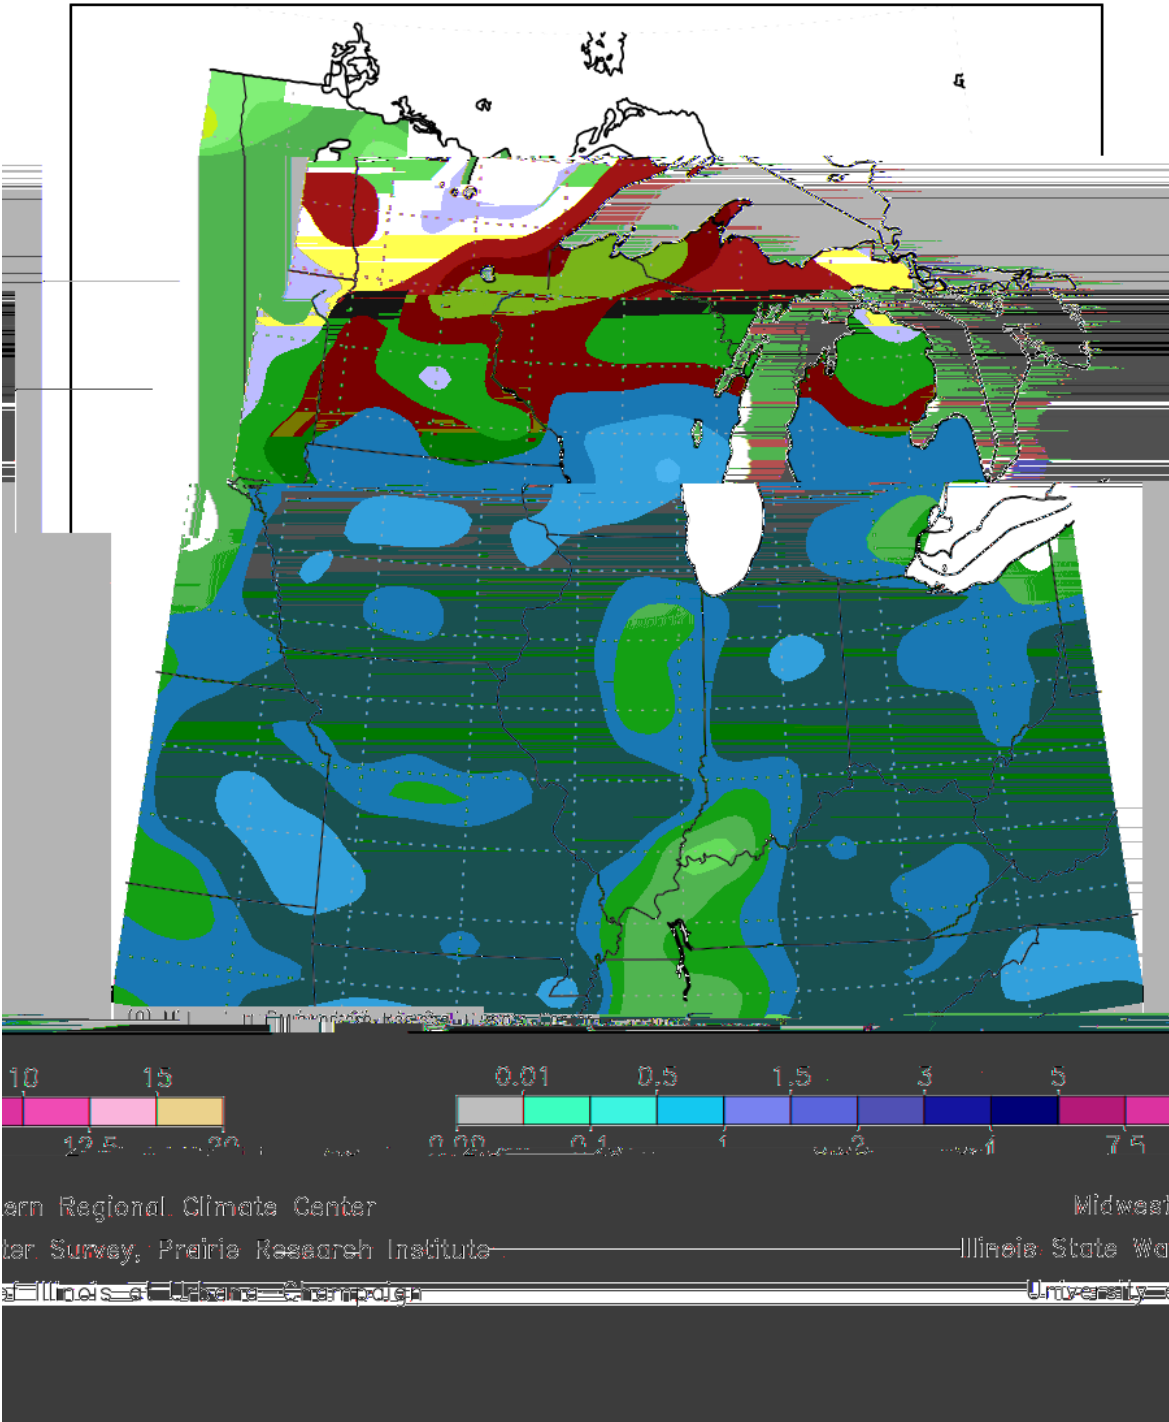 10 15 0.01 0.5 1.5 3 5
12.5 20 0.1 1 2 4 7.5
ern Regional Climate Center Midwest
ter Survey, Prairie Research Institute Illinois State Wa
of Illinois at Urbana-Champaign University